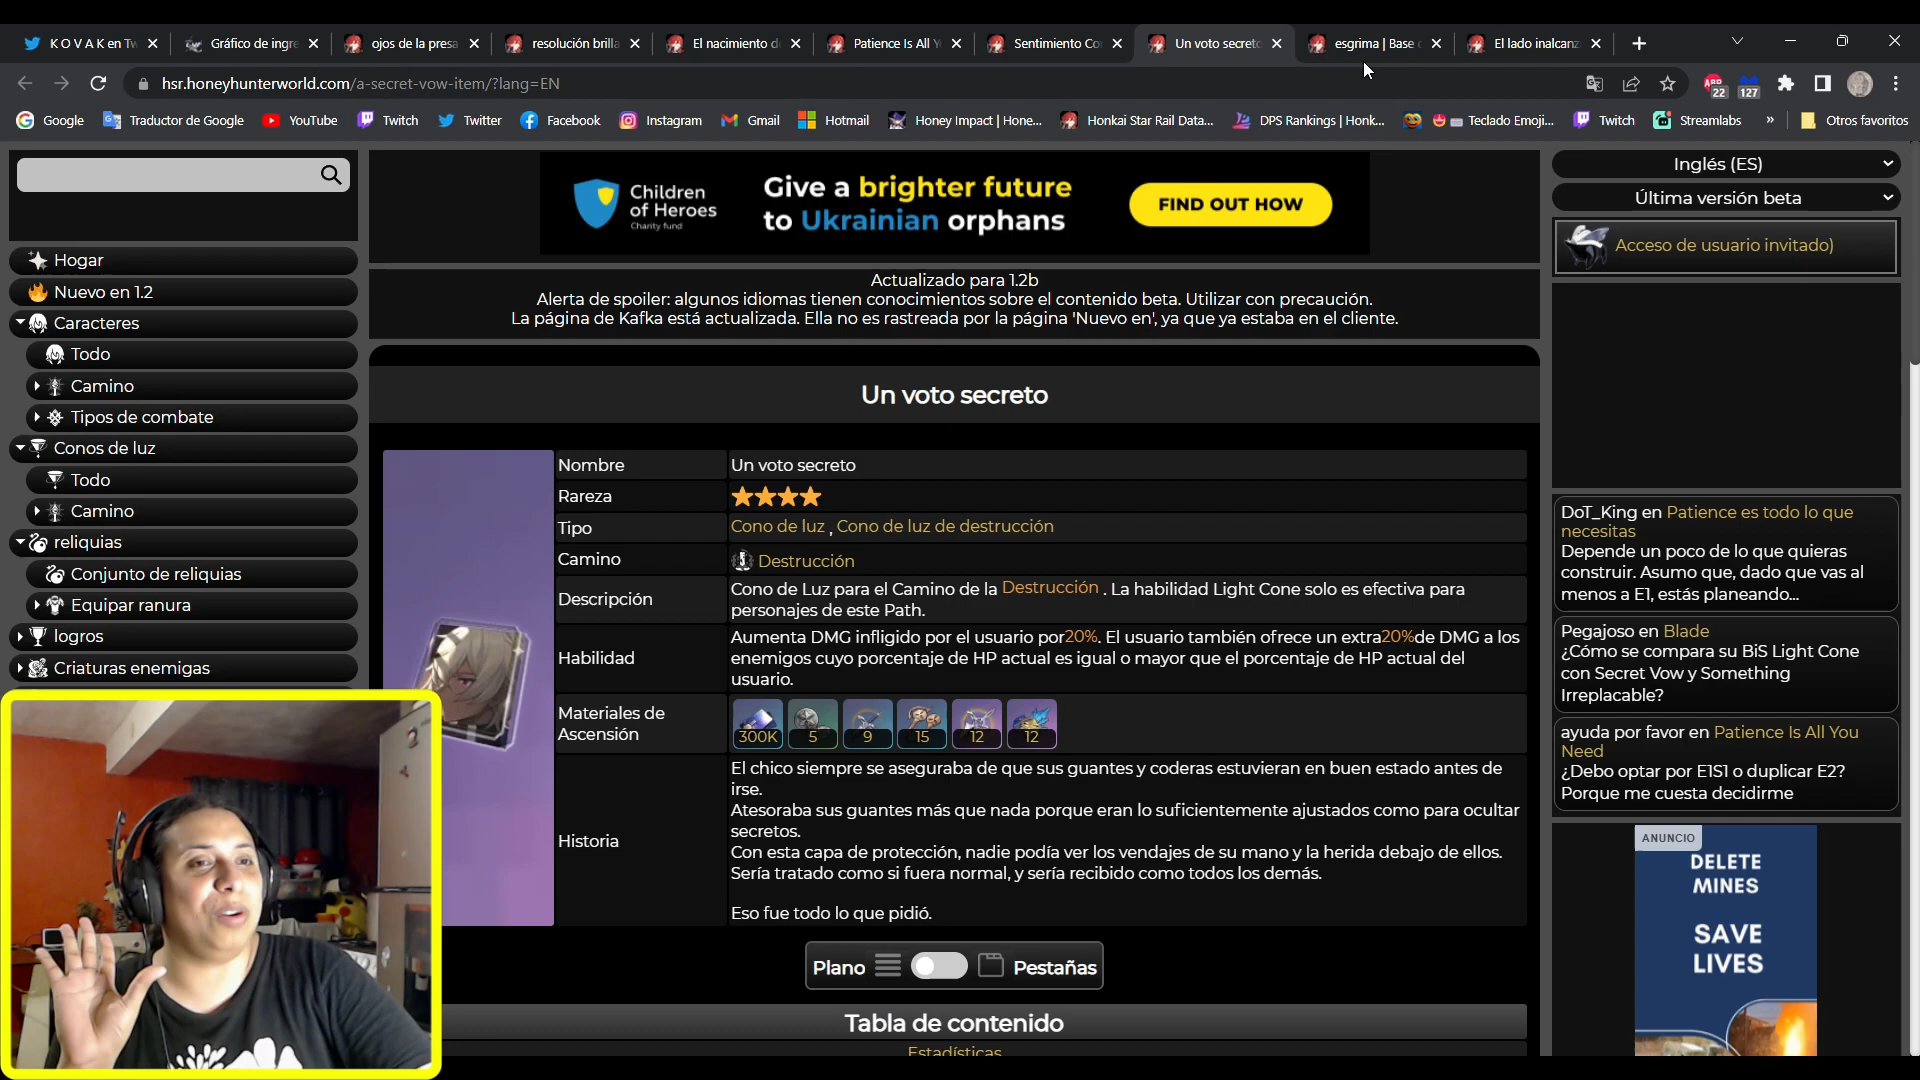 K O V A K en Tw
Gráfico de ingre
ojos de la presa
resolución brilla
El nacimiento d
Patience Is All Y
Sentimiento Co
Un voto secreto
esgrima | Base
El lado inalcanz
hsr.honeyhunterworld.com/a-secret-vow-item/?lang=EN
22
127
Google
Traductor de Google
YouTube
Twitch
Twitter
Facebook
Instagram
Gmail
Hotmail
Honey Impact | Hone...
Honkai Star Rail Data...
DPS Rankings | Honk...
Teclado Emoji...
Twitch
Streamlabs
»
Otros favoritos
Hogar
Nuevo en 1.2
Caracteres
Todo
Camino
Tipos de combate
Conos de luz
Todo
Camino
reliquias
Conjunto de reliquias
Equipar ranura
logros
Criaturas enemigas
Children
of Heroes
Charity fund
Give a brighter future
to Ukrainian orphans
FIND OUT HOW
Actualizado para 1.2b
Alerta de spoiler: algunos idiomas tienen conocimientos sobre el contenido beta. Utilizar con precaución.
La página de Kafka está actualizada. Ella no es rastreada por la página 'Nuevo en', ya que ya estaba en el cliente.
Un voto secreto
Nombre
Un voto secreto
Rareza
Tipo
Cono de luz , Cono de luz de destrucción
Camino
Destrucción
Descripción
Cono de Luz para el Camino de la Destrucción . La habilidad Light Cone solo es efectiva para
personajes de este Path.
Habilidad
Aumenta DMG infligido por el usuario por20%. El usuario también ofrece un extra20%de DMG a los
enemigos cuyo porcentaje de HP actual es igual o mayor que el porcentaje de HP actual del
usuario.
Materiales de
Ascensión
300K
5
9
15
12
12
Historia
El chico siempre se aseguraba de que sus guantes y coderas estuvieran en buen estado antes de
irse.
Atesoraba sus guantes más que nada porque eran lo suficientemente ajustados como para ocultar
secretos.
Con esta capa de protección, nadie podía ver los vendajes de su mano y la herida debajo de ellos.
Sería tratado como si fuera normal, y sería recibido como todos los demás.
Eso fue todo lo que pidió.
Plano
Pestañas
Tabla de contenido
Estadísticas
Inglés (ES)
Última versión beta
Acceso de usuario invitado)
DoT_King en Patience es todo lo que
necesitas
Depende un poco de lo que quieras
construir. Asumo que, dado que vas al
menos a E1, estás planeando...
Pegajoso en Blade
¿Cómo se compara su BiS Light Cone
con Secret Vow y Something
Irreplacable?
ayuda por favor en Patience Is All You
Need
¿Debo optar por E1S1 o duplicar E2?
Porque me cuesta decidirme
ANUNCIO
DELETE
MINES
SAVE
LIVES